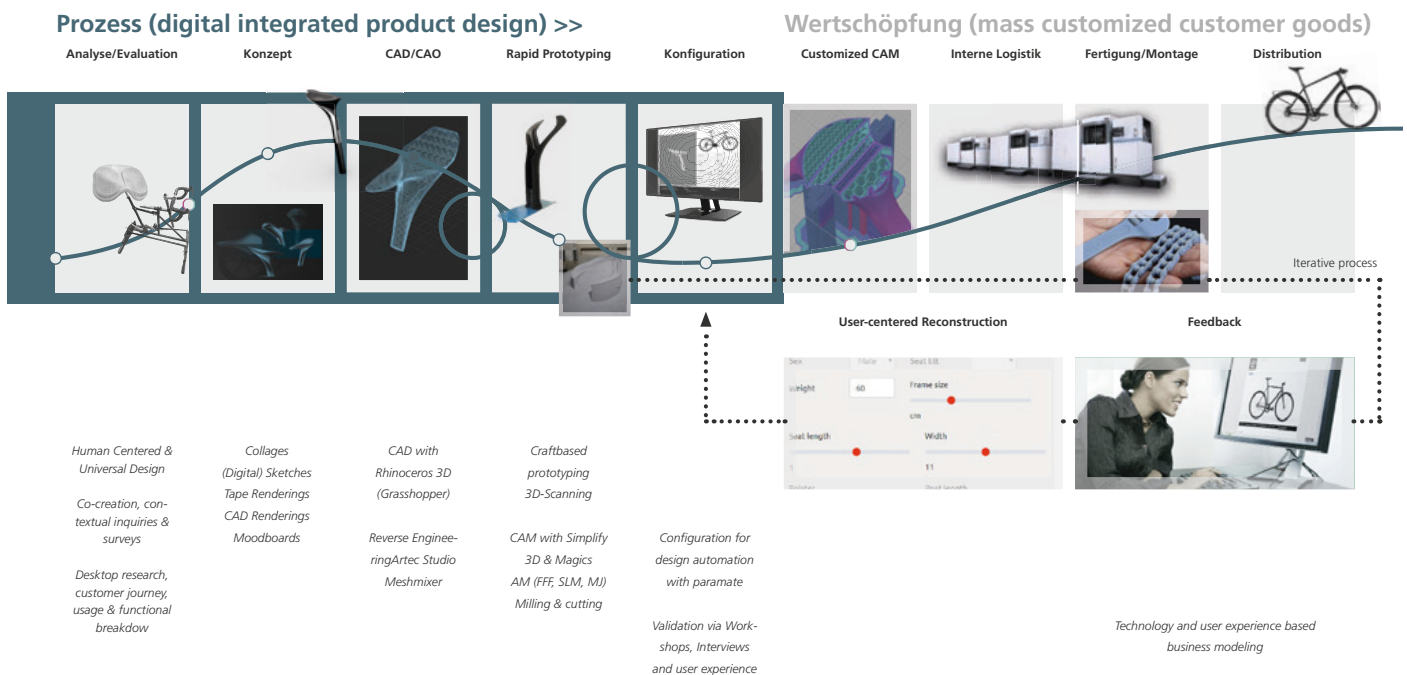 Prozess (digital integrated product design) >>
Wertschöpfung (mass customized customer goods)
Analyse/Evaluation
Konzept
CAD/CAO
Rapid Prototyping
Konfiguration
Customized CAM
Interne Logistik
Fertigung/Montage
Distribution
Iterative process
User-centered Reconstruction
Feedback
Sex
Male
Seat tilt
Weight
60
Frame size
cm
Seat length
Width
1
11
Human Centered &
Universal Design
Co-creation, con-
textual inquiries &
surveys
Desktop research,
customer journey,
usage & functional
breakdow
Collages
(Digital) Sketches
Tape Renderings
CAD Renderings
Moodboards
CAD with
Rhinoceros 3D
(Grasshopper)
Reverse Enginee-
ringArtec Studio
Meshmixer
Craftbased
prototyping
3D-Scanning
CAM with Simplify
3D & Magics
AM (FFF, SLM, MJ)
Milling & cutting
Configuration for
design automation
with paramate
Validation via Work-
shops, Interviews
and user experience
Technology and user experience based
business modeling